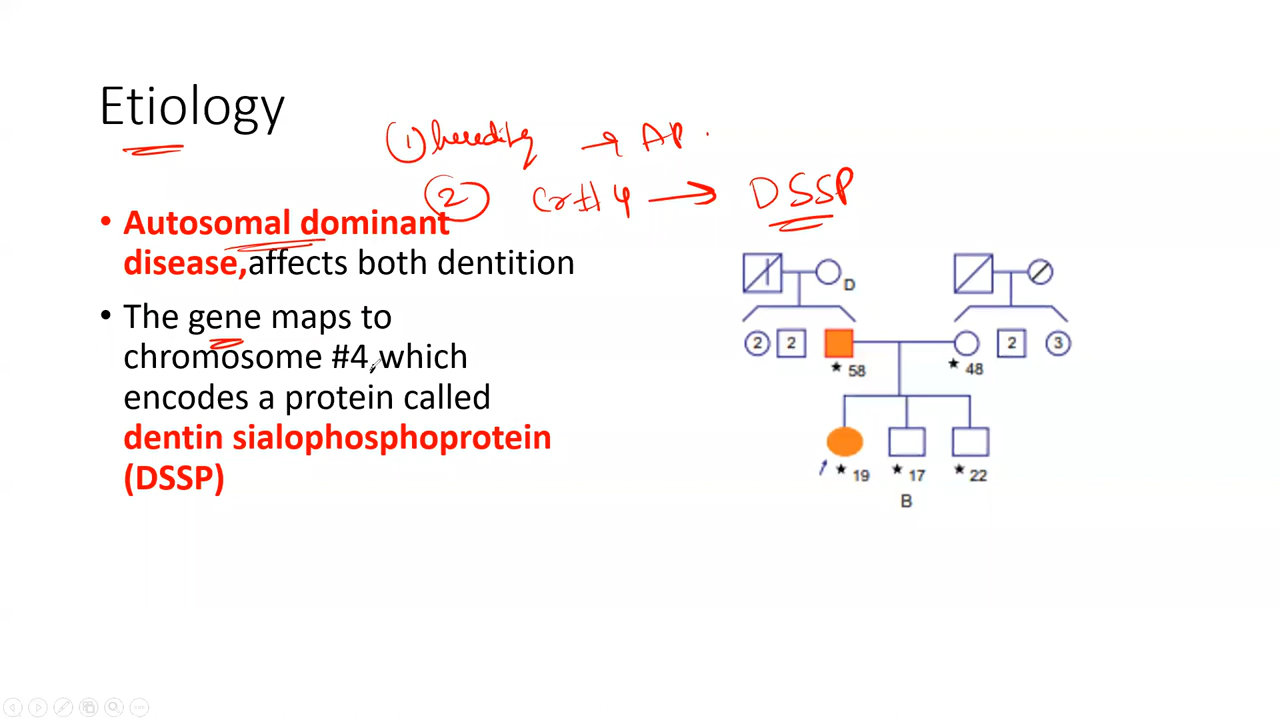 Etiology
① heredity → AD.
② Cr#4 → DSSP
• Autosomal dominant
disease,affects both dentition
• The gene maps to
chromosome #4,which
encodes a protein called
dentin sialophosphoprotein
(DSSP)
D
2 2 2 3
★ 58 ★ 48
★ 19 ★ 17 ★ 22
B